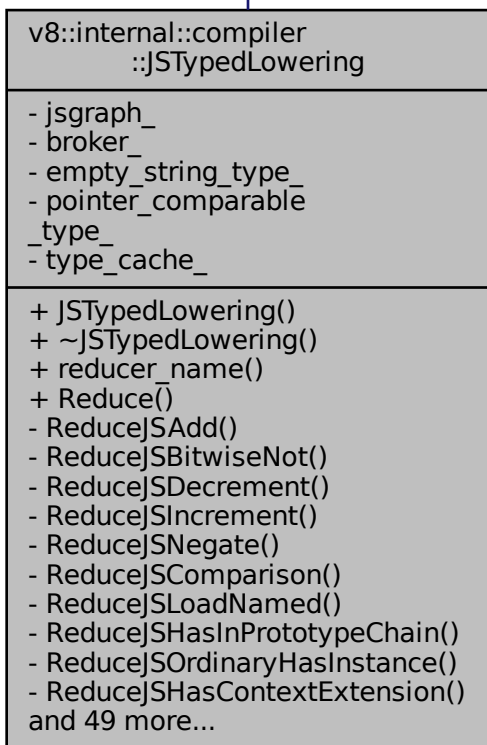 v8::internal::compiler
::JSTypedLowering
- jsgraph_
- broker_
- empty_string_type_
- pointer_comparable
_type_
- type_cache_
+ JSTypedLowering()
+ ~JSTypedLowering()
+ reducer_name()
+ Reduce()
- ReduceJSAdd()
- ReduceJSBitwiseNot()
- ReduceJSDecrement()
- ReduceJSIncrement()
- ReduceJSNegate()
- ReduceJSComparison()
- ReduceJSLoadNamed()
- ReduceJSHasInPrototypeChain()
- ReduceJSOrdinaryHasInstance()
- ReduceJSHasContextExtension()
and 49 more...